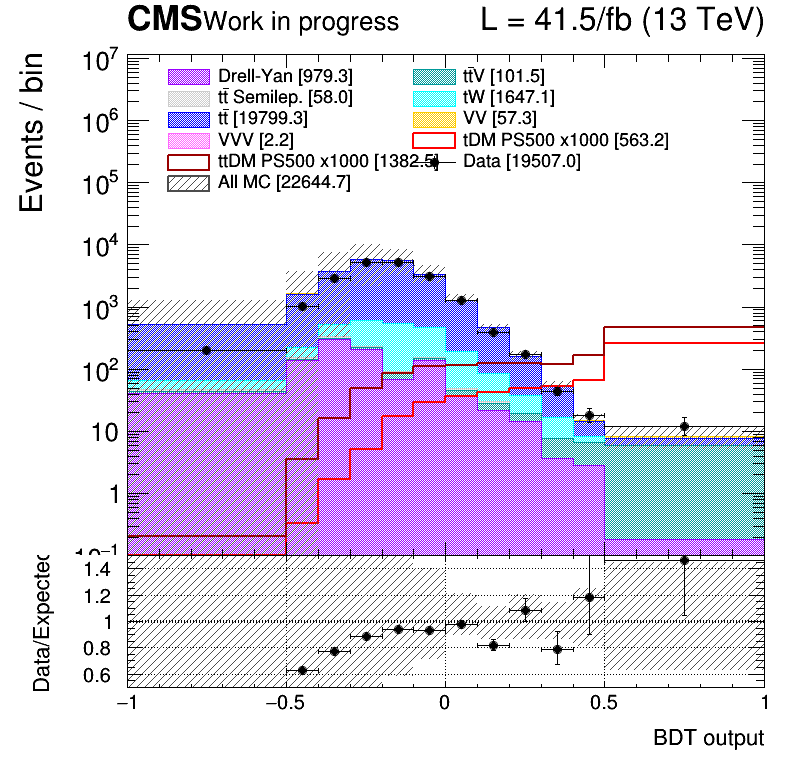 CMS Work in progress L = 41.5/fb (13 TeV)
Events / bin
10⁷
10⁶
10⁵
10⁴
10³
10²
10
1
10⁻¹
Drell-Yan [979.3] tt̄V [101.5]
tt̄ Semilep. [58.0] tW [1647.1]
tt̄ [19799.3] VV [57.3]
VVV [2.2] tDM PS500 x1000 [563.2]
ttDM PS500 x1000 [1382.5] Data [19507.0]
All MC [22644.7]
Data/Expected
1.4
1.2
1
0.8
0.6
−1 −0.5 0 0.5 1
BDT output